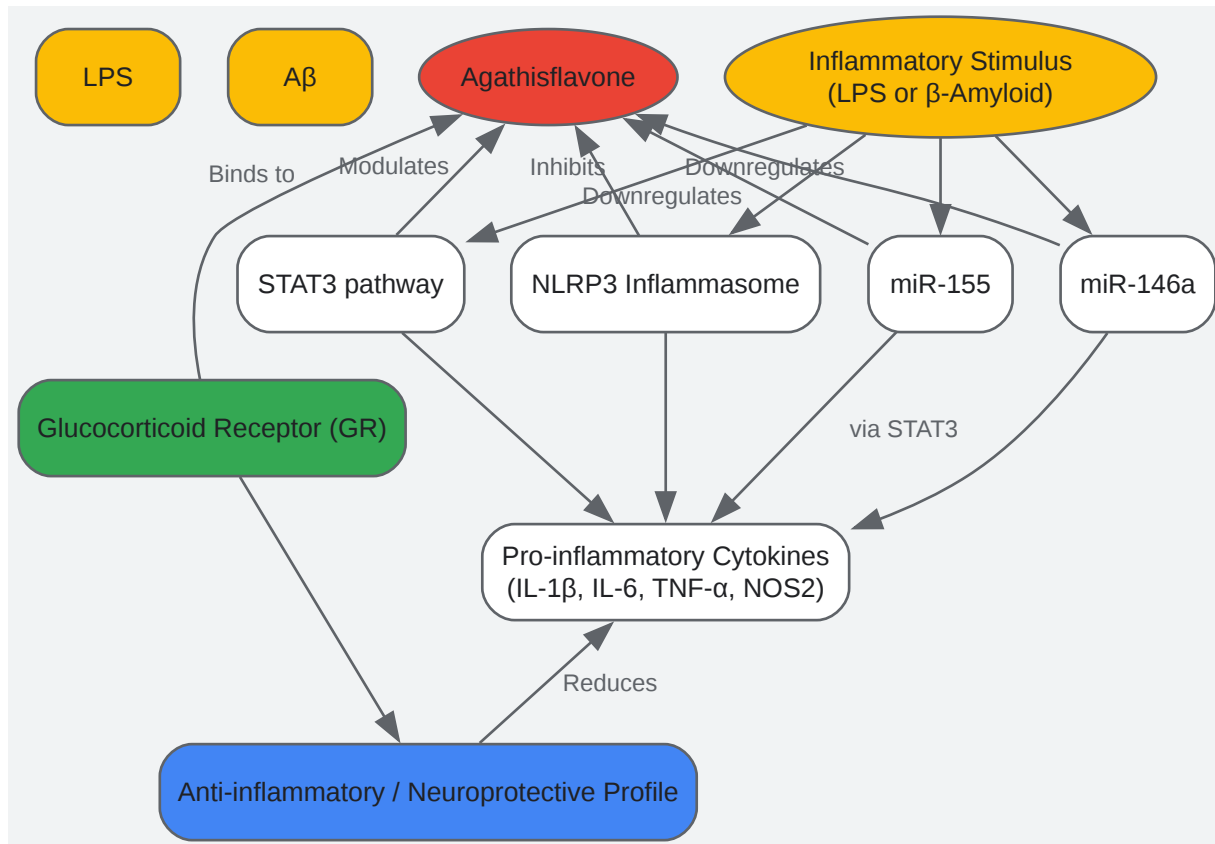 LPS
Aβ
Agathisflavone
Inflammatory Stimulus
(LPS or β-Amyloid)
Binds to
Modulates
Inhibits
Downregulates
Downregulates
STAT3 pathway
NLRP3 Inflammasome
miR-155
miR-146a
Glucocorticoid Receptor (GR)
via STAT3
Pro-inflammatory Cytokines
(IL-1β, IL-6, TNF-α, NOS2)
Reduces
Anti-inflammatory / Neuroprotective Profile